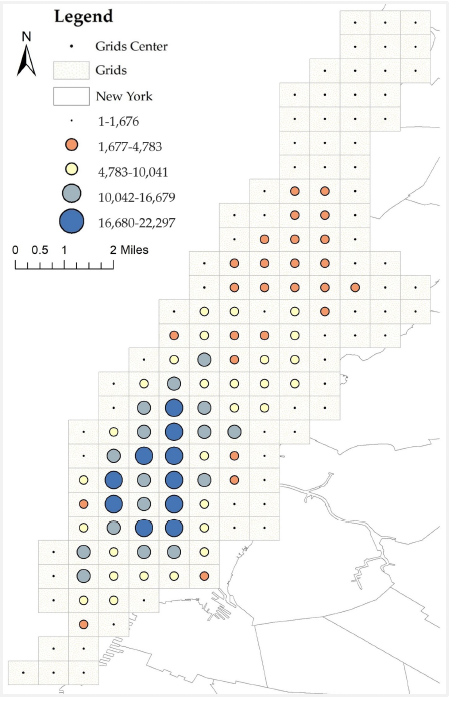 Legend
N
Grids Center
Grids
New York
1-1,676
1,677-4,783
4,783-10,041
10,042-16,679
16,680-22,297
0 0.5 1 2 Miles